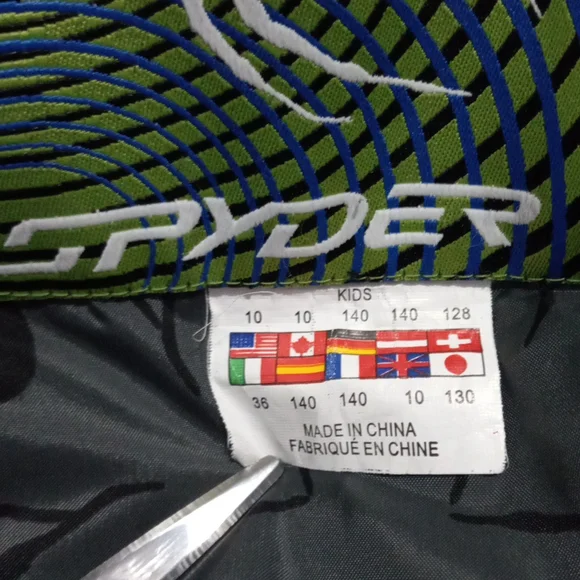 SPYDER
KIDS
10 10 140 140 128
36 140 140 10 130
MADE IN CHINA
FABRIQUÉ EN CHINE